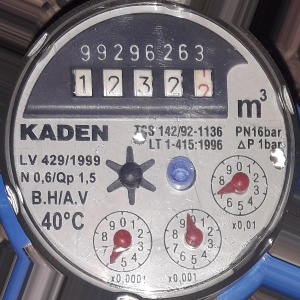 99296263
1 2 3 2 2
m³
KADEN TCS 142/92-1136 PN16bar
LT 1-415:1996 ΔP 1bar
LV 429/1999
N 0,6/Qp 1,5
B.H/A.V
40°C
x0,01
x0,0001 x0,001